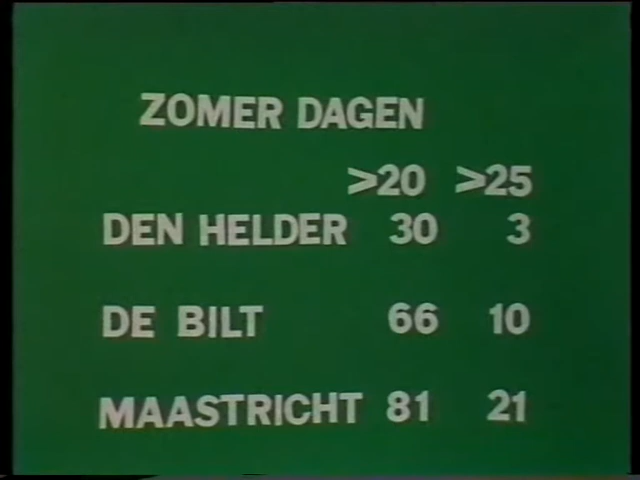 ZOMER DAGEN
>20 >25
DEN HELDER 30 3
DE BILT 66 10
MAASTRICHT 81 21